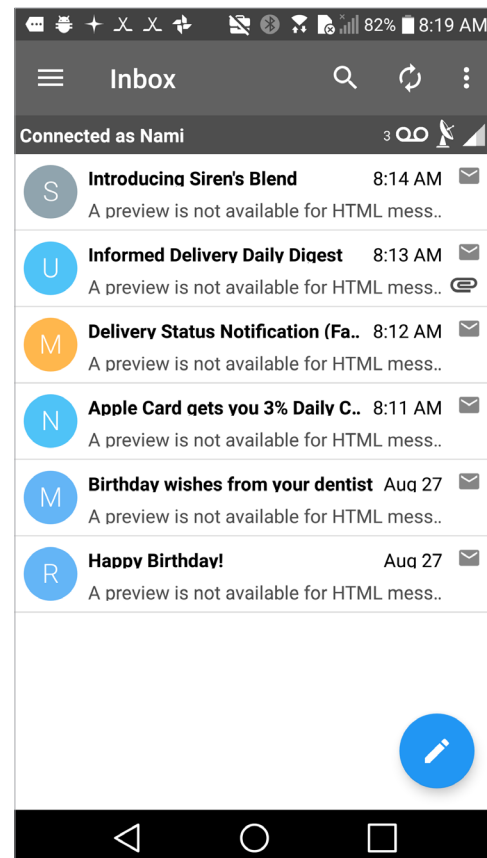 82% 8:19 AM
Inbox
Connected as Nami 3
S Introducing Siren's Blend 8:14 AM
A preview is not available for HTML mess..
U Informed Delivery Daily Digest 8:13 AM
A preview is not available for HTML mess..
M Delivery Status Notification (Fa.. 8:12 AM
A preview is not available for HTML mess..
N Apple Card gets you 3% Daily C.. 8:11 AM
A preview is not available for HTML mess..
M Birthday wishes from your dentist Aug 27
A preview is not available for HTML mess..
R Happy Birthday! Aug 27
A preview is not available for HTML mess..